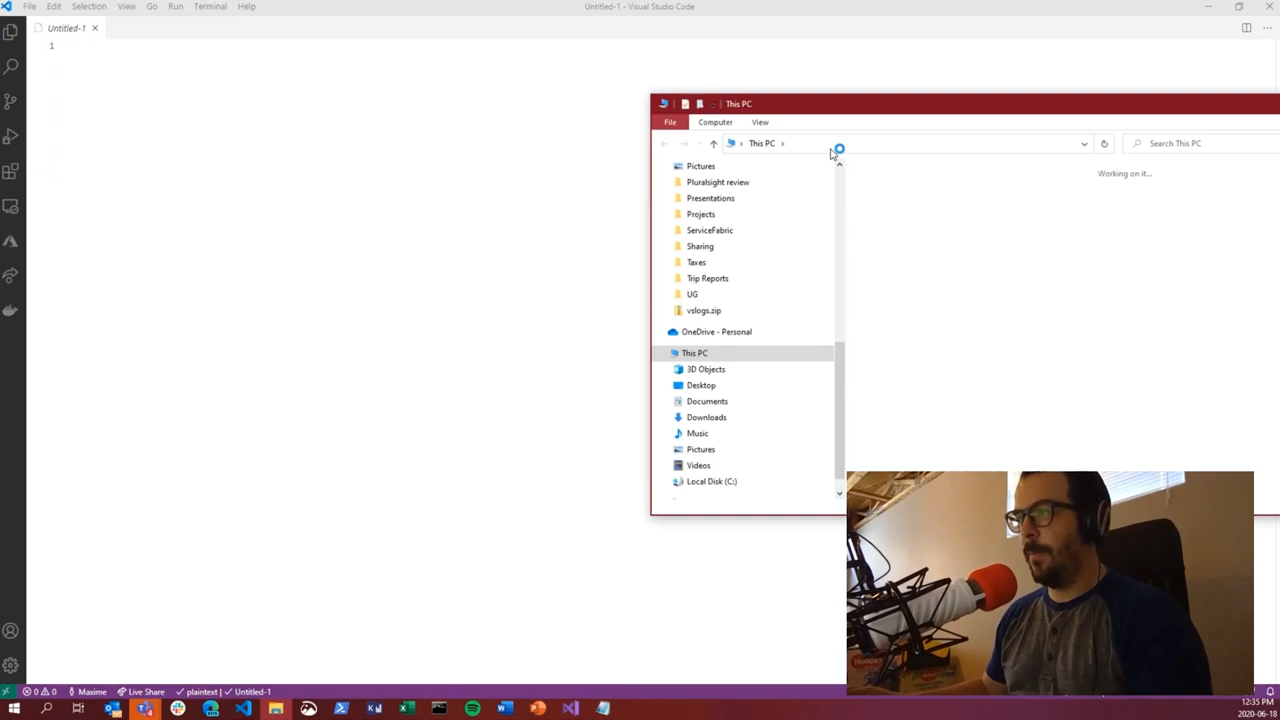 File Edit Selection View Go Run Terminal Help
Untitled-1 - Visual Studio Code
Untitled-1
1
This PC
File Computer View
This PC
Search This PC
Working on it...
Pictures
Pluralsight review
Presentations
Projects
ServiceFabric
Sharing
Taxes
Trip Reports
UG
vslogs.zip
OneDrive - Personal
This PC
3D Objects
Desktop
Documents
Downloads
Music
Pictures
Videos
Local Disk (C:)
0 0 Maxime Live Share plaintext | Untitled-1
12:35 PM
2020-06-18